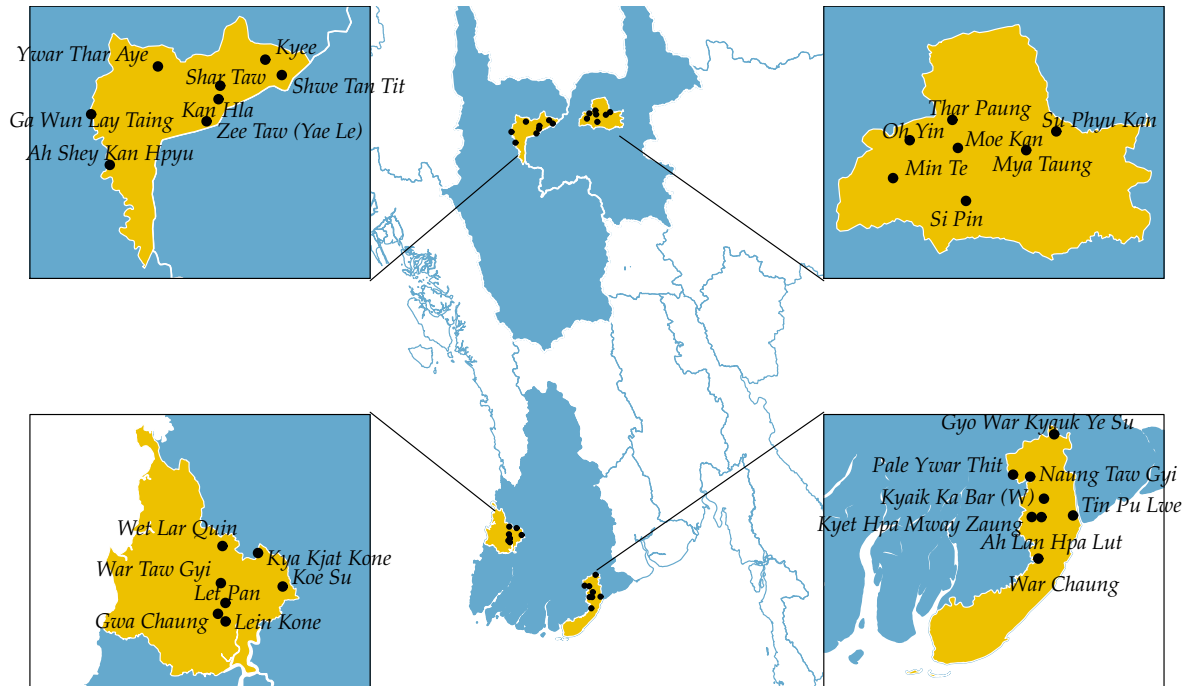 Ywar Thar Aye
Kyee
Shar Taw
Shwe Tan Tit
Kan Hla
Ga Wun Lay Taing
Zee Taw (Yae Le)
Ah Shey Kan Hpyu
Thar Paung
Su Phyu Kan
Oh Yin
Moe Kan
Min Te
Mya Taung
Si Pin
Wet Lar Quin
Kya Kjat Kone
War Taw Gyi
Koe Su
Let Pan
Gwa Chaung
Lein Kone
Gyo War Kyauk Ye Su
Pale Ywar Thit
Naung Taw Gyi
Kyaik Ka Bar (W)
Tin Pu Lwe
Kyet Hpa Mway Zaung
Ah Lan Hpa Lut
War Chaung